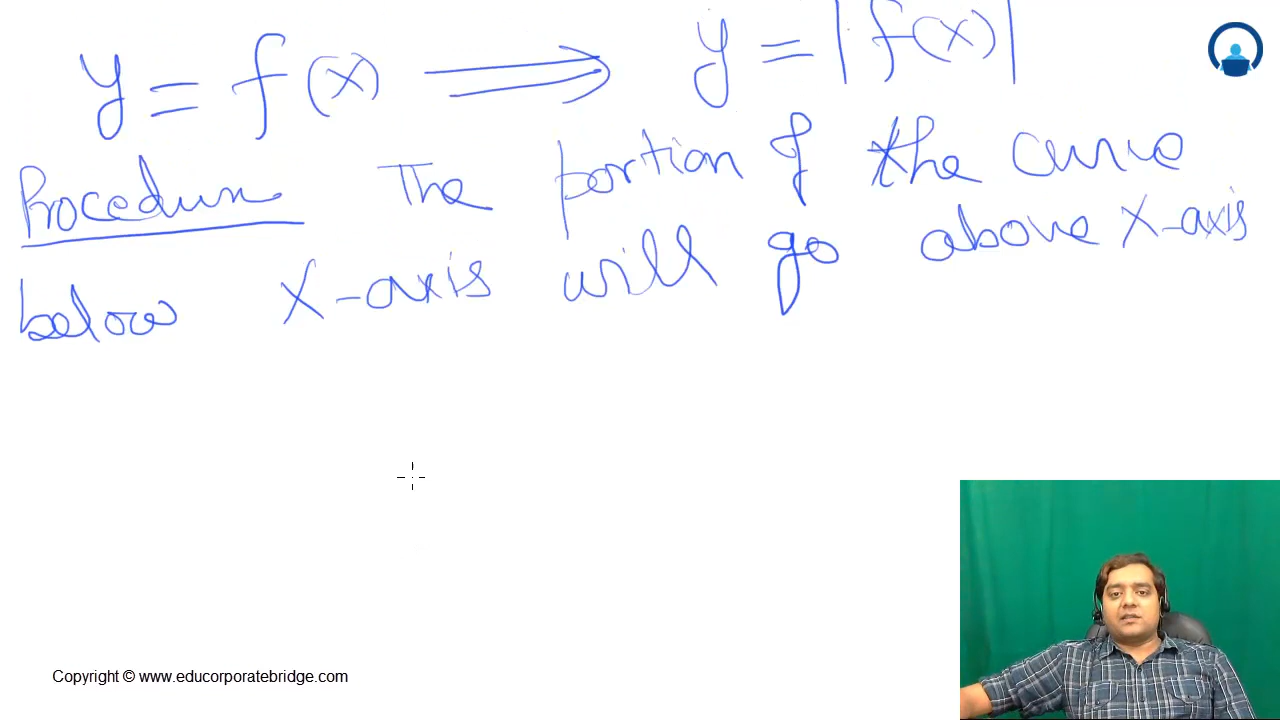 y = f(x) ⟹ y = |f(x)|
Procedure The portion of the curve
below X-axis will go above X-axis
Copyright © www.educorporatebridge.com